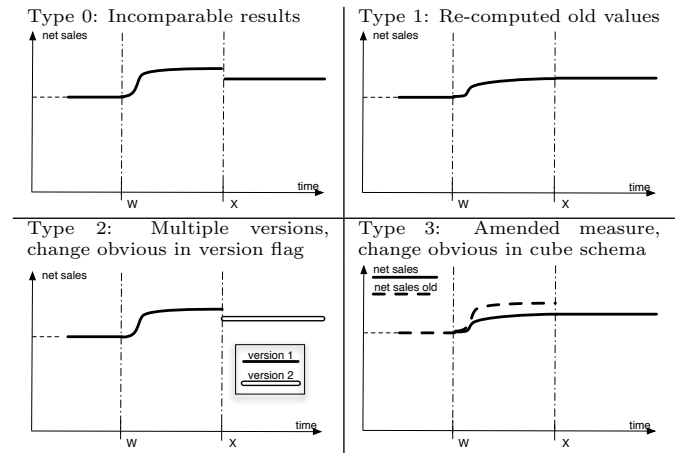 Type 0: Incomparable results
net sales
time
W
X
Type 1: Re-computed old values
net sales
time
W
X
Type 2: Multiple versions,
change obvious in version flag
net sales
version 1
version 2
time
W
X
Type 3: Amended measure,
change obvious in cube schema
net sales
net sales old
time
W
X